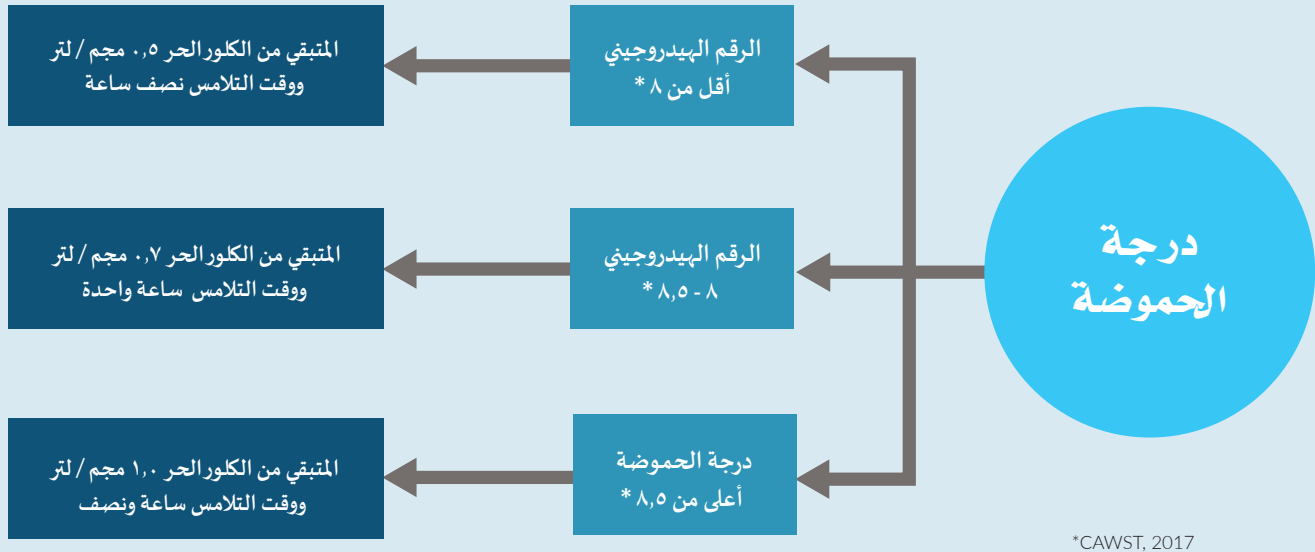 درجة
الحموضة
الرقم الهيدروجيني
أقل من ٨ *
المتبقي من الكلور الحر ٠,٥ مجم / لتر
ووقت التلامس نصف ساعة
الرقم الهيدروجيني
٨ - ٨,٥ *
المتبقي من الكلور الحر ٠,٧ مجم / لتر
ووقت التلامس ساعة واحدة
درجة الحموضة
أعلى من ٨,٥ *
المتبقي من الكلور الحر ١,٠ مجم / لتر
ووقت التلامس ساعة ونصف
*CAWST, 2017